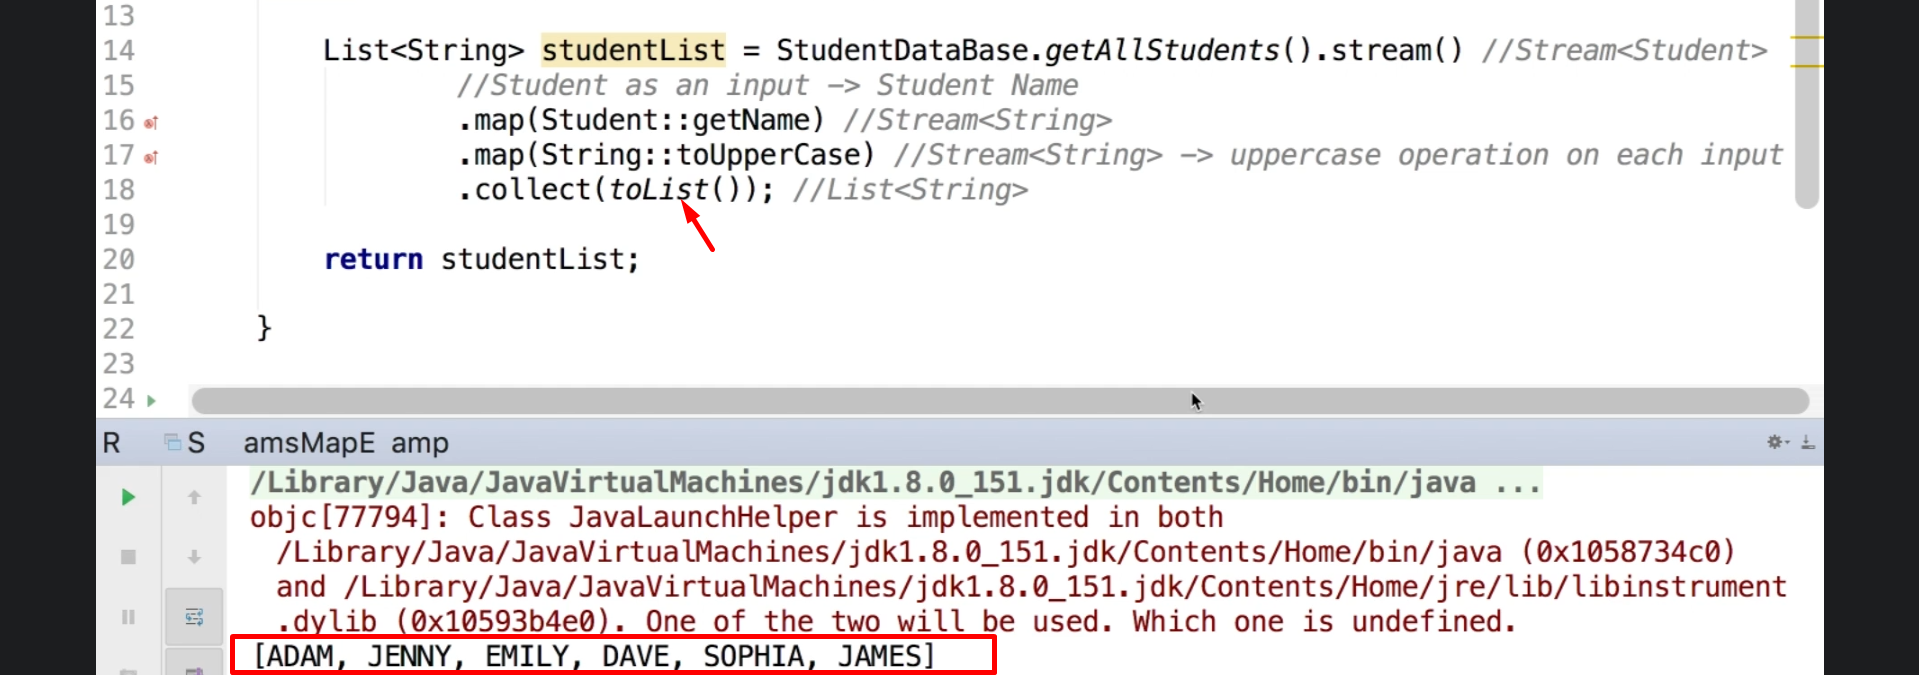 13
14 List<String> studentList = StudentDataBase.getAllStudents().stream() //Stream<Student>
15 //Student as an input -> Student Name
16 .map(Student::getName) //Stream<String>
17 .map(String::toUpperCase) //Stream<String> -> uppercase operation on each input
18 .collect(toList()); //List<String>
19
20 return studentList;
21
22 }
23
24
R S amsMapE amp
/Library/Java/JavaVirtualMachines/jdk1.8.0_151.jdk/Contents/Home/bin/java ...
objc[77794]: Class JavaLaunchHelper is implemented in both
/Library/Java/JavaVirtualMachines/jdk1.8.0_151.jdk/Contents/Home/bin/java (0x1058734c0)
and /Library/Java/JavaVirtualMachines/jdk1.8.0_151.jdk/Contents/Home/jre/lib/libinstrument
.dylib (0x10593b4e0). One of the two will be used. Which one is undefined.
[ADAM, JENNY, EMILY, DAVE, SOPHIA, JAMES]